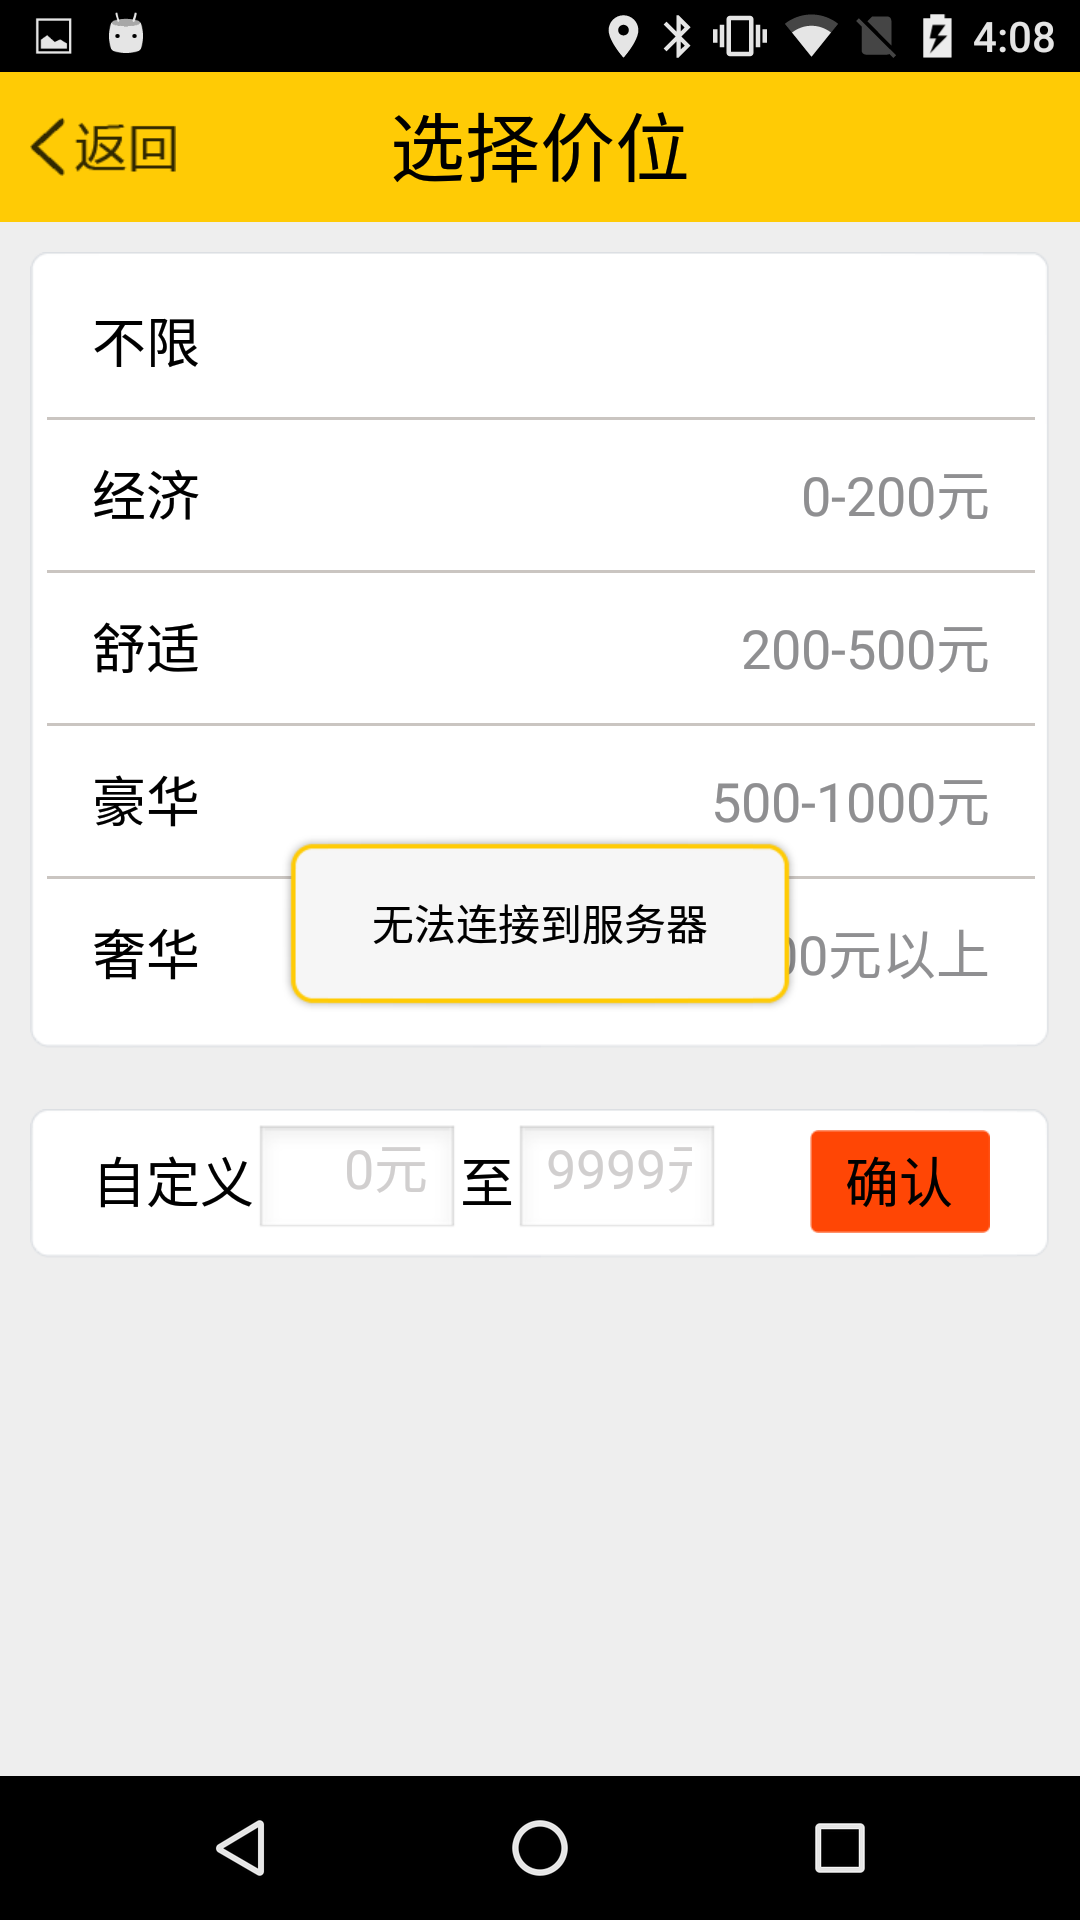 4:08
返回
选择价位
不限
经济 0-200元
舒适 200-500元
豪华 500-1000元
无法连接到服务器
奢华 00元以上
自定义 0元 至 9999 确认